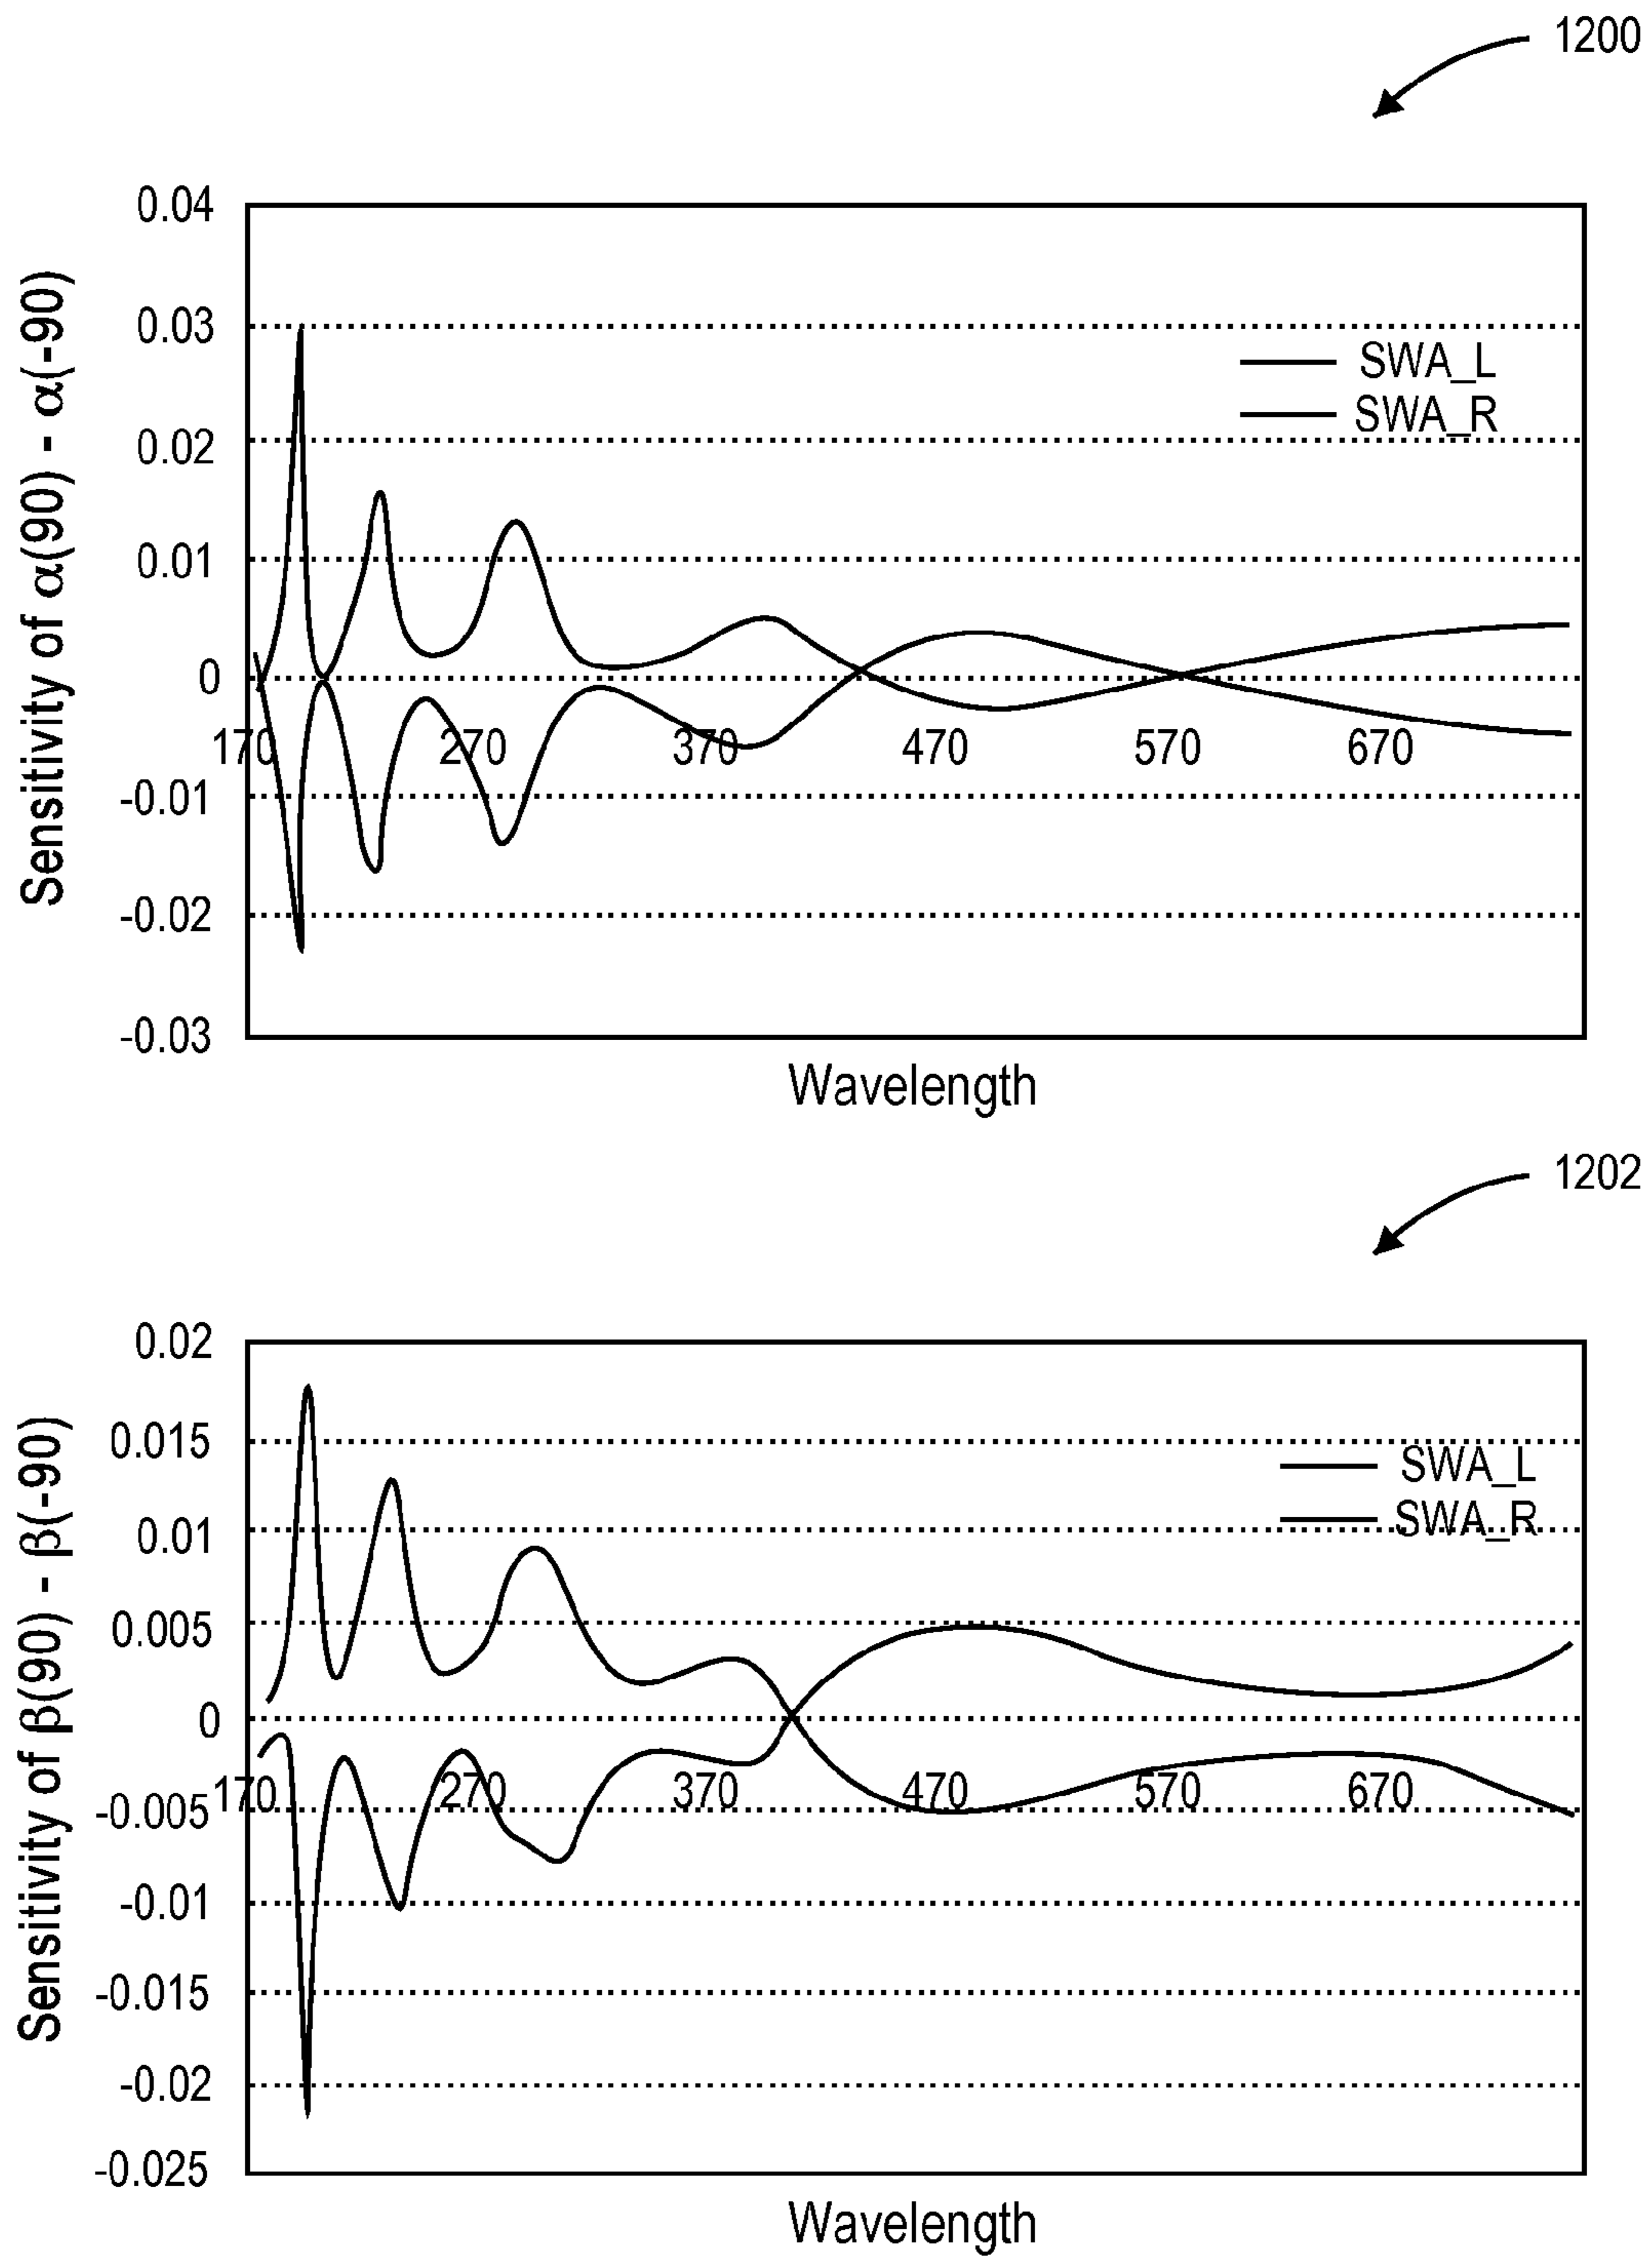 1200
0.04
0.03
0.02
0.01
0
-0.01
-0.02
-0.03
Sensitivity of α(90) - α(-90)
SWA_L
SWA_R
170 270 370 470 570 670
Wavelength
1202
0.02
0.015
0.01
0.005
0
-0.005
-0.01
-0.015
-0.02
-0.025
Sensitivity of β(90) - β(-90)
SWA_L
SWA_R
170 270 370 470 570 670
Wavelength